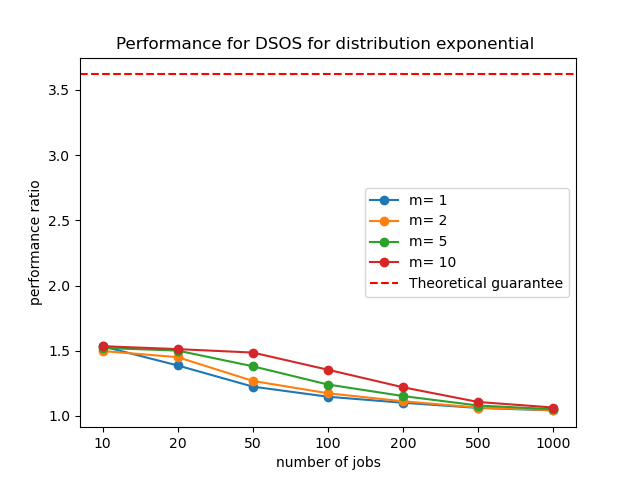 Performance for DSOS for distribution exponential
performance ratio
3.5
3.0
2.5
2.0
1.5
1.0
m= 1
m= 2
m= 5
m= 10
Theoretical guarantee
10 20 50 100 200 500 1000
number of jobs